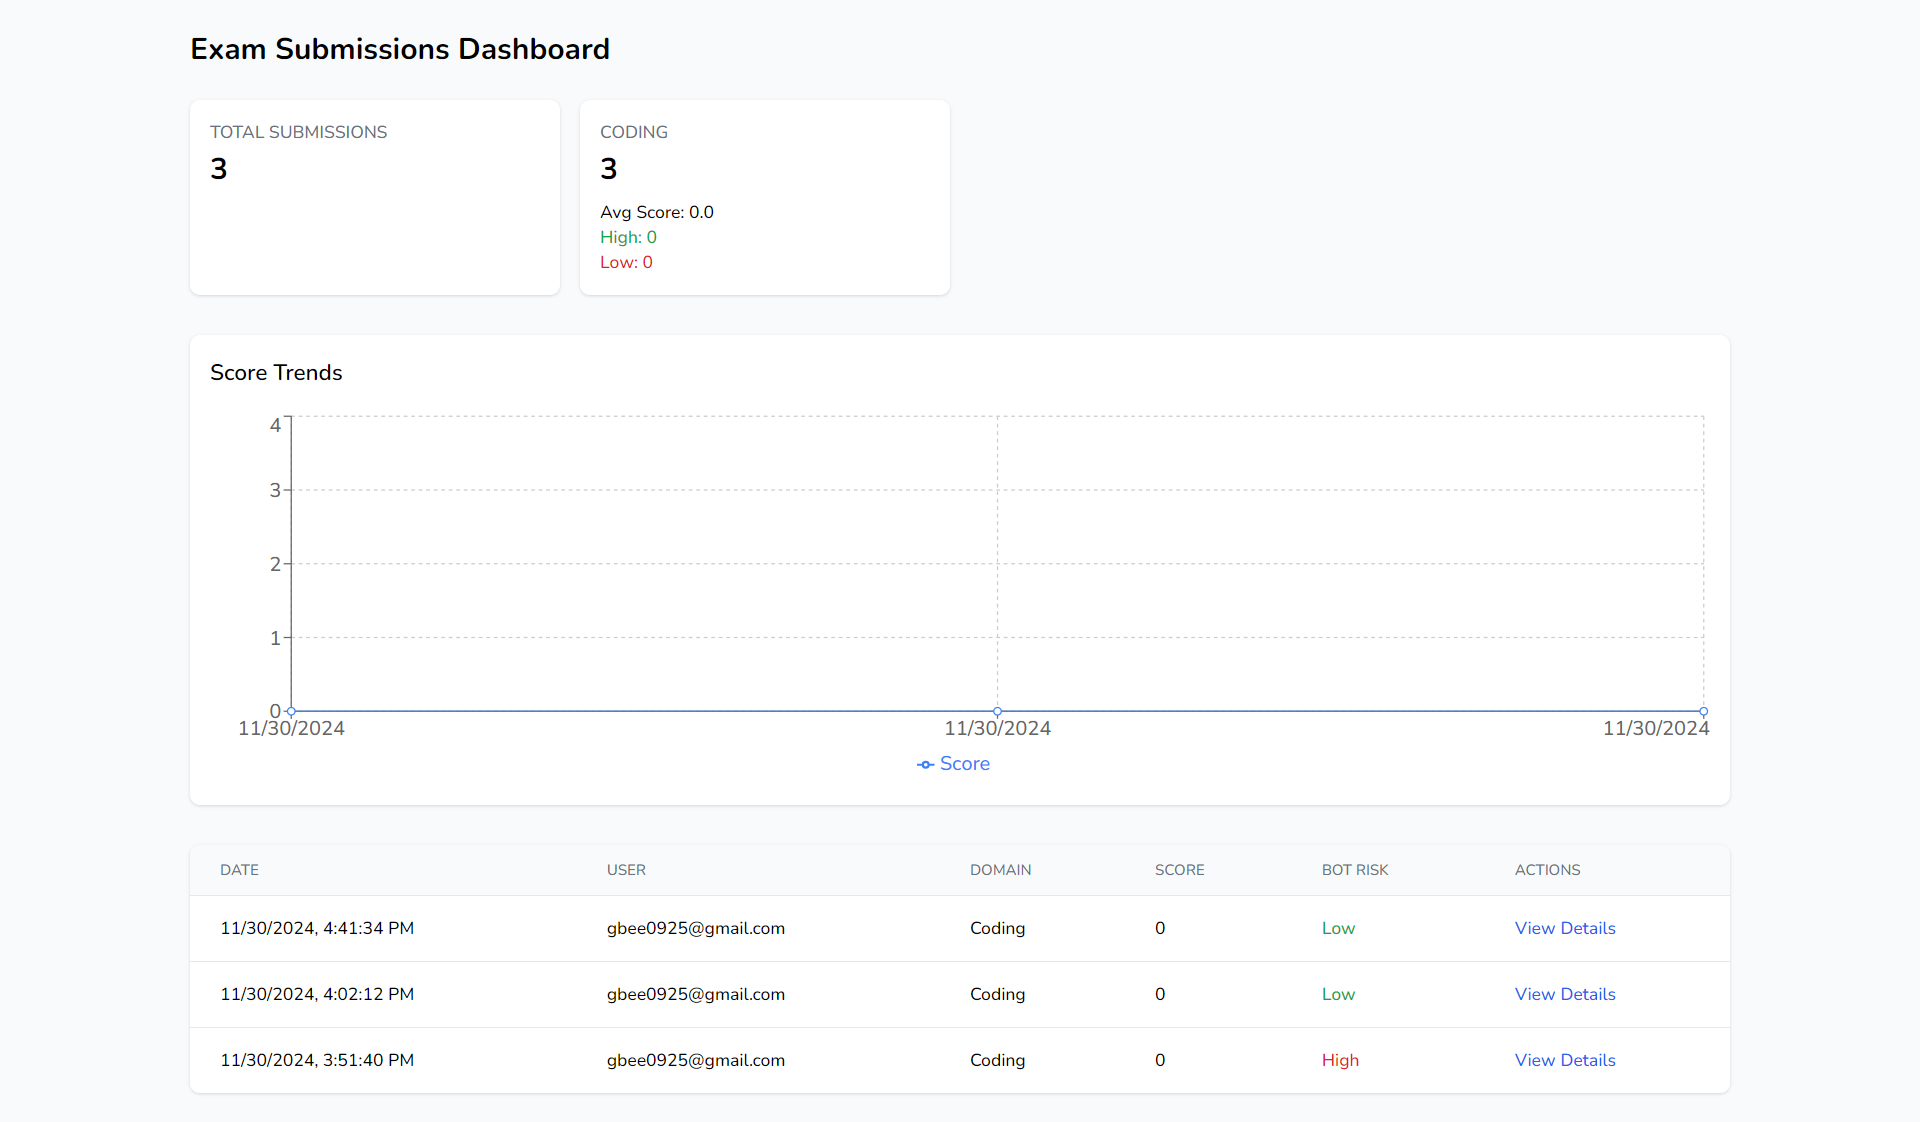 Exam Submissions Dashboard
TOTAL SUBMISSIONS
3
CODING
3
Avg Score: 0.0
High: 0
Low: 0
Score Trends
4
3
2
1
0
11/30/2024 11/30/2024 11/30/2024
Score
DATE USER DOMAIN SCORE BOT RISK ACTIONS
11/30/2024, 4:41:34 PM gbee0925@gmail.com Coding 0 Low View Details
11/30/2024, 4:02:12 PM gbee0925@gmail.com Coding 0 Low View Details
11/30/2024, 3:51:40 PM gbee0925@gmail.com Coding 0 High View Details